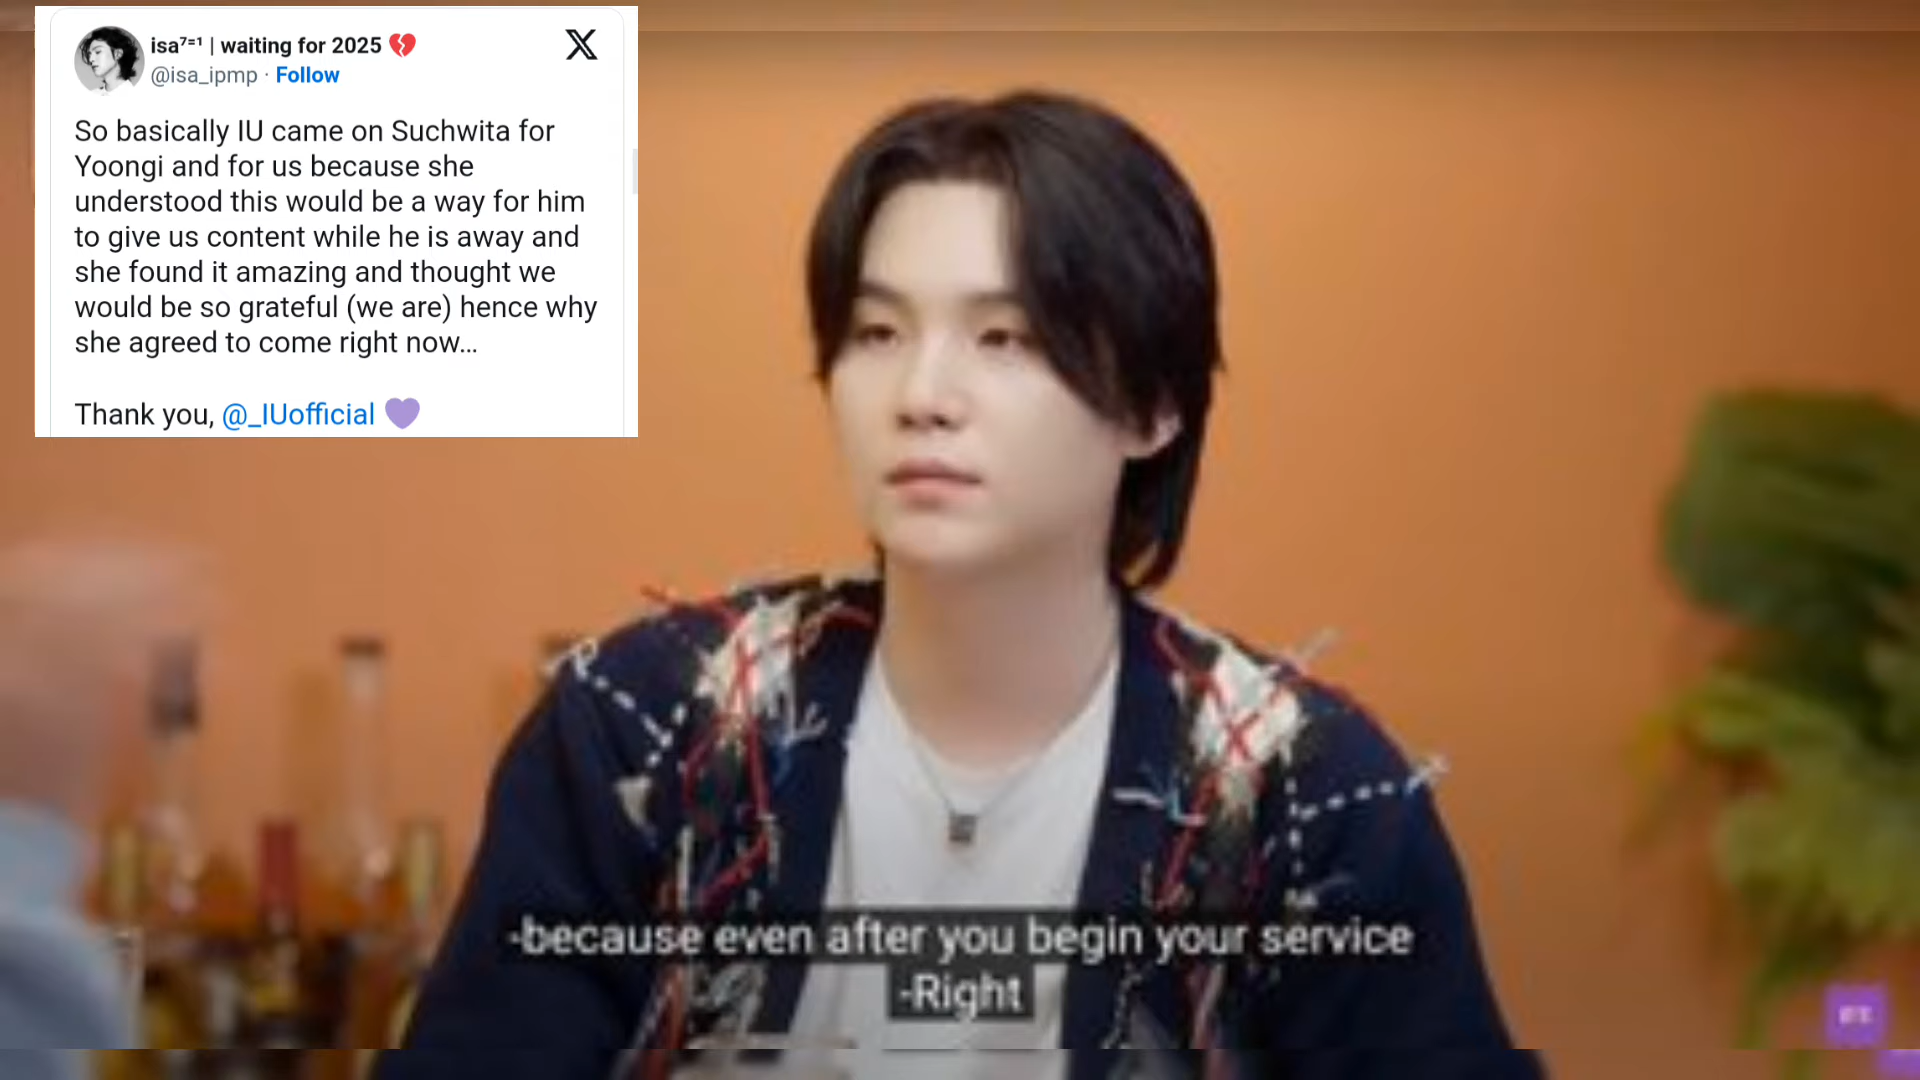 isa⁷⁼¹ | waiting for 2025 💔
@isa_ipmp · Follow
So basically IU came on Suchwita for
Yoongi and for us because she
understood this would be a way for him
to give us content while he is away and
she found it amazing and thought we
would be so grateful (we are) hence why
she agreed to come right now...
Thank you, @_IUofficial 💜
-because even after you begin your service
-Right